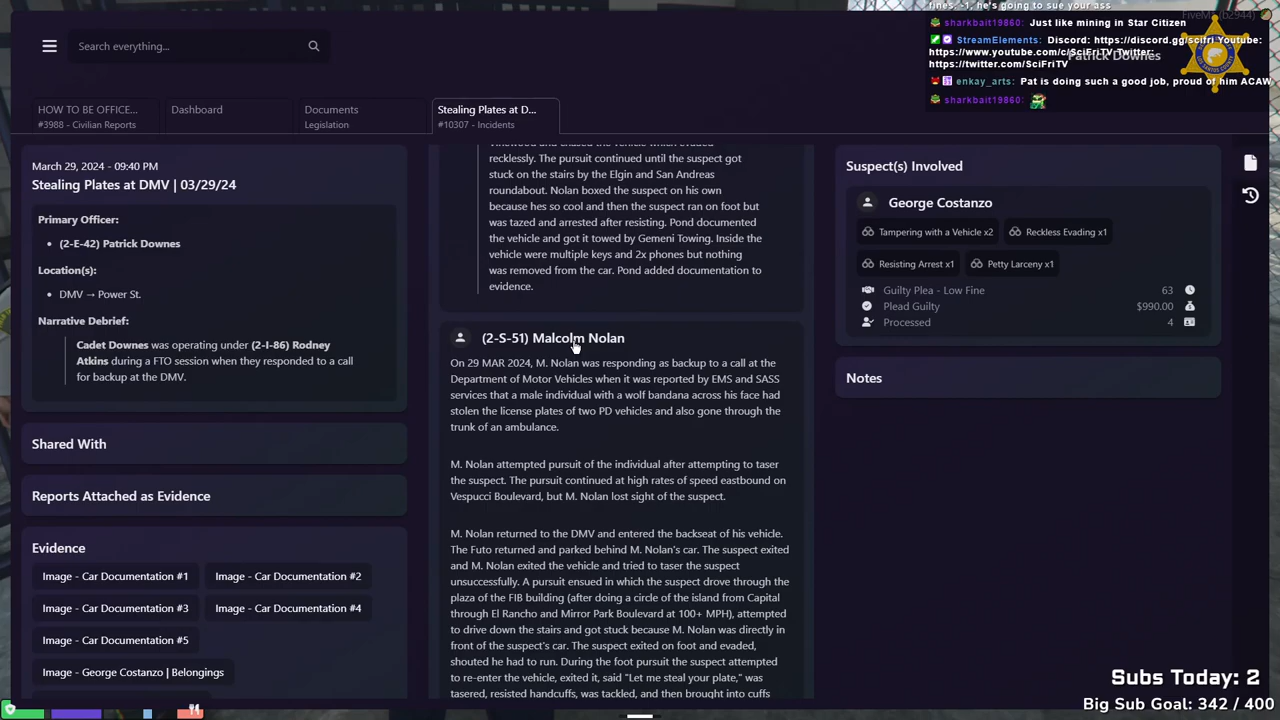 fines, -1, he's going to sue your ass
FiveM® (b2944)
sharkbait19860: Just like mining in Star Citizen
StreamElements: Discord: https://discord.gg/scifri Youtube:
https://www.youtube.com/c/SciFriTV Twitter:
https://twitter.com/SciFriTV
Patrick Downes
enkay_arts: Pat is doing such a good job, proud of him ACAW
sharkbait19860:
Search everything...
HOW TO BE OFFICE...
#3988 - Civilian Reports
Dashboard
Documents
Legislation
Stealing Plates at D...
#10307 - Incidents
March 29, 2024 - 09:40 PM
Stealing Plates at DMV | 03/29/24
Primary Officer:
(2-E-42) Patrick Downes
Location(s):
DMV → Power St.
Narrative Debrief:
Cadet Downes was operating under (2-I-86) Rodney
Atkins during a FTO session when they responded to a call
for backup at the DMV.
Shared With
Reports Attached as Evidence
Evidence
Image - Car Documentation #1
Image - Car Documentation #2
Image - Car Documentation #3
Image - Car Documentation #4
Image - Car Documentation #5
Image - George Costanzo | Belongings
Vinewood and chased the vehicle which evaded
recklessly. The pursuit continued until the suspect got
stuck on the stairs by the Elgin and San Andreas
roundabout. Nolan boxed the suspect on his own
because hes so cool and then the suspect ran on foot but
was tazed and arrested after resisting. Pond documented
the vehicle and got it towed by Gemeni Towing. Inside the
vehicle were multiple keys and 2x phones but nothing
was removed from the car. Pond added documentation to
evidence.
(2-S-51) Malcolm Nolan
On 29 MAR 2024, M. Nolan was responding as backup to a call at the
Department of Motor Vehicles when it was reported by EMS and SASS
services that a male individual with a wolf bandana across his face had
stolen the license plates of two PD vehicles and also gone through the
trunk of an ambulance.
M. Nolan attempted pursuit of the individual after attempting to taser
the suspect. The pursuit continued at high rates of speed eastbound on
Vespucci Boulevard, but M. Nolan lost sight of the suspect.
M. Nolan returned to the DMV and entered the backseat of his vehicle.
The Futo returned and parked behind M. Nolan's car. The suspect exited
and M. Nolan exited the vehicle and tried to taser the suspect
unsuccessfully. A pursuit ensued in which the suspect drove through the
plaza of the FIB building (after doing a circle of the island from Capital
through El Rancho and Mirror Park Boulevard at 100+ MPH), attempted
to drive down the stairs and got stuck because M. Nolan was directly in
front of the suspect's car. The suspect exited on foot and evaded,
shouted he had to run. During the foot pursuit the suspect attempted
to re-enter the vehicle, exited it, said "Let me steal your plate," was
tasered, resisted handcuffs, was tackled, and then brought into cuffs
Suspect(s) Involved
George Costanzo
Tampering with a Vehicle x2
Reckless Evading x1
Resisting Arrest x1
Petty Larceny x1
Guilty Plea - Low Fine
63
Plead Guilty
$990.00
Processed
4
Notes
Subs Today: 2
Big Sub Goal: 342 / 400